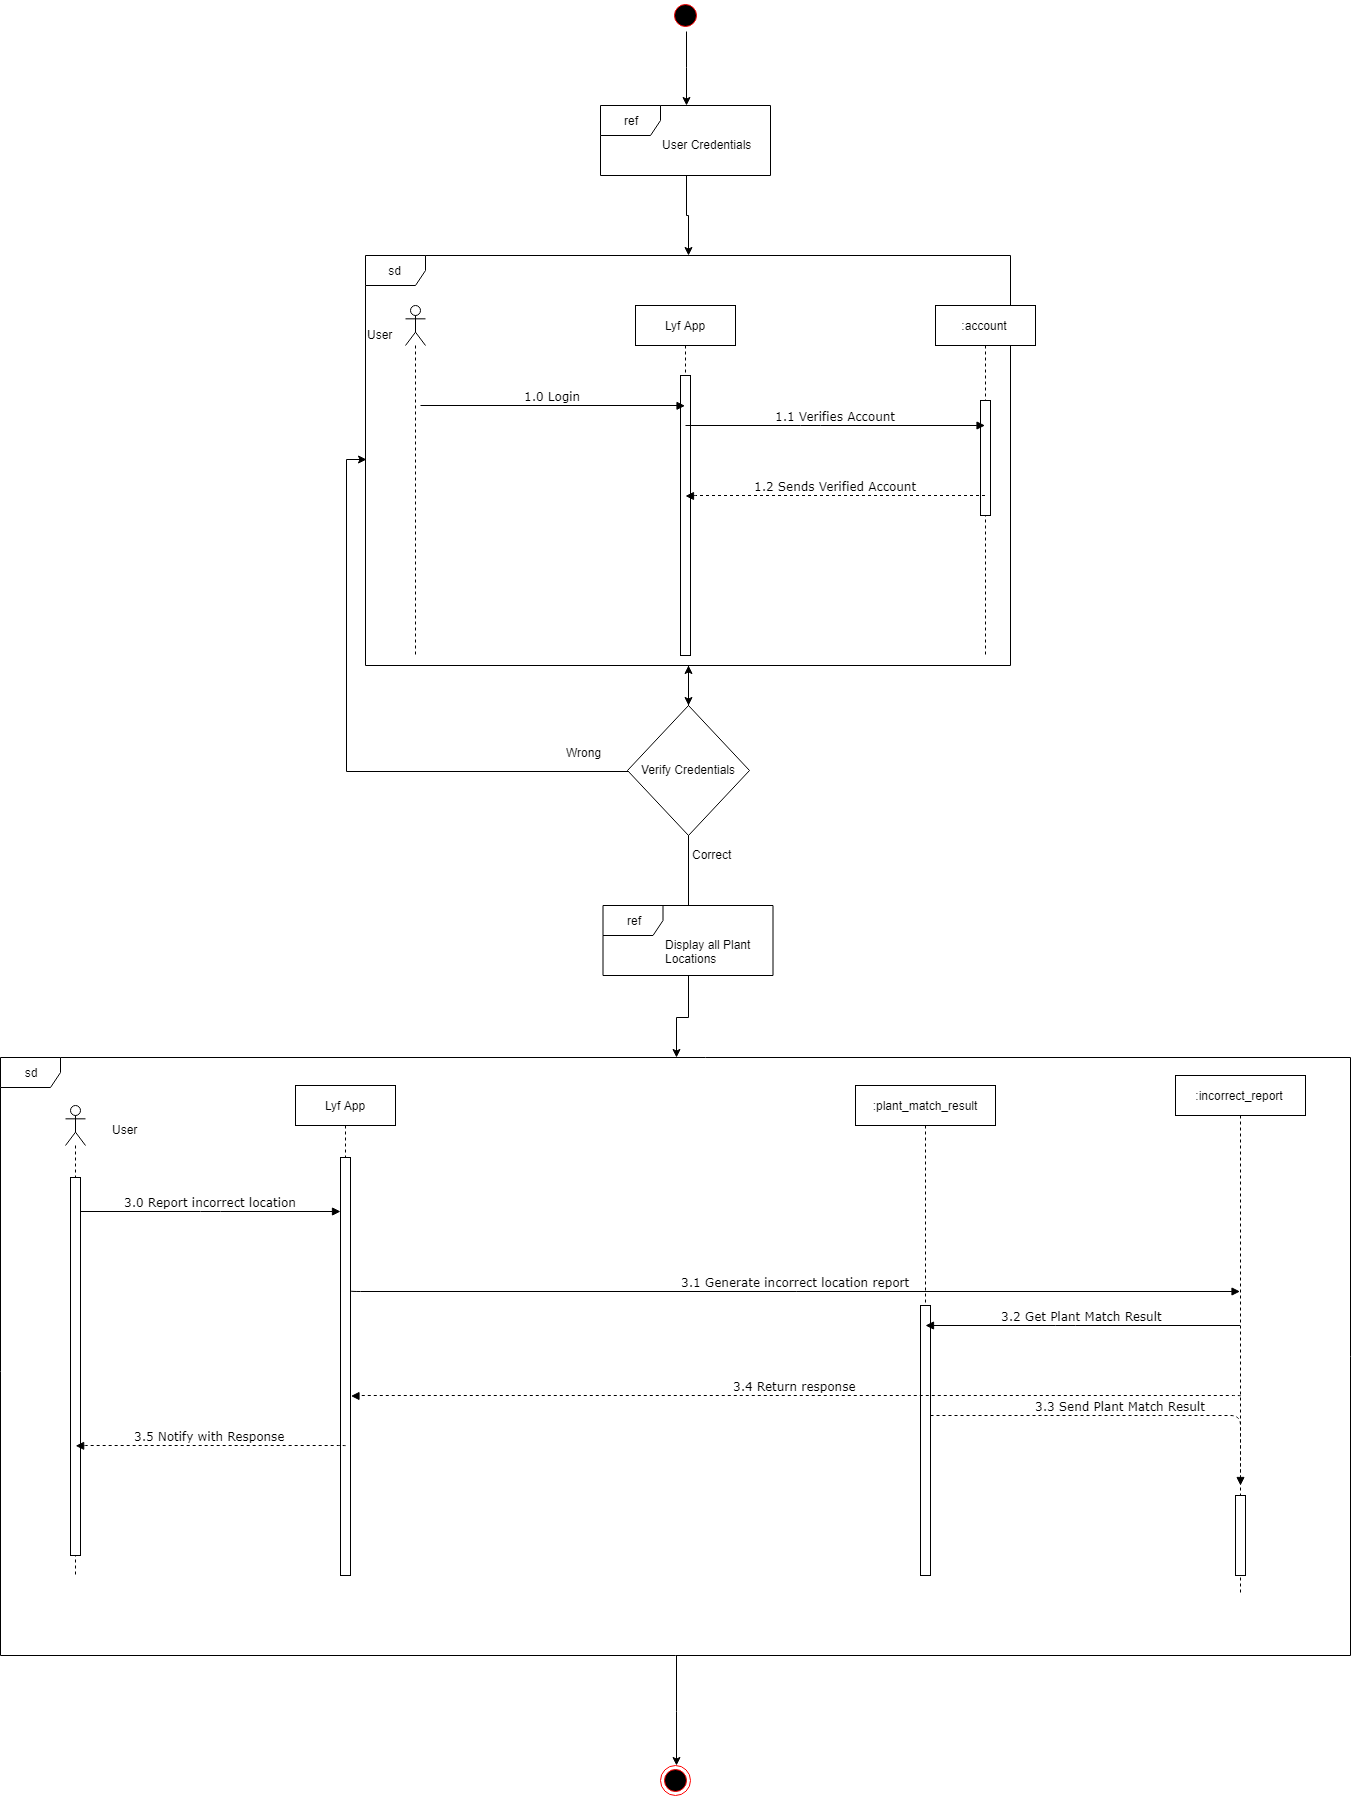 ref
User Credentials
sd
User
Lyf App
:account
1.0 Login
1.1 Verifies Account
1.2 Sends Verified Account
Wrong
Verify Credentials
Correct
ref
Display all Plant
Locations
sd
User
Lyf App
:plant_match_result
:incorrect_report
3.0 Report incorrect location
3.1 Generate incorrect location report
3.2 Get Plant Match Result
3.4 Return response
3.3 Send Plant Match Result
3.5 Notify with Response